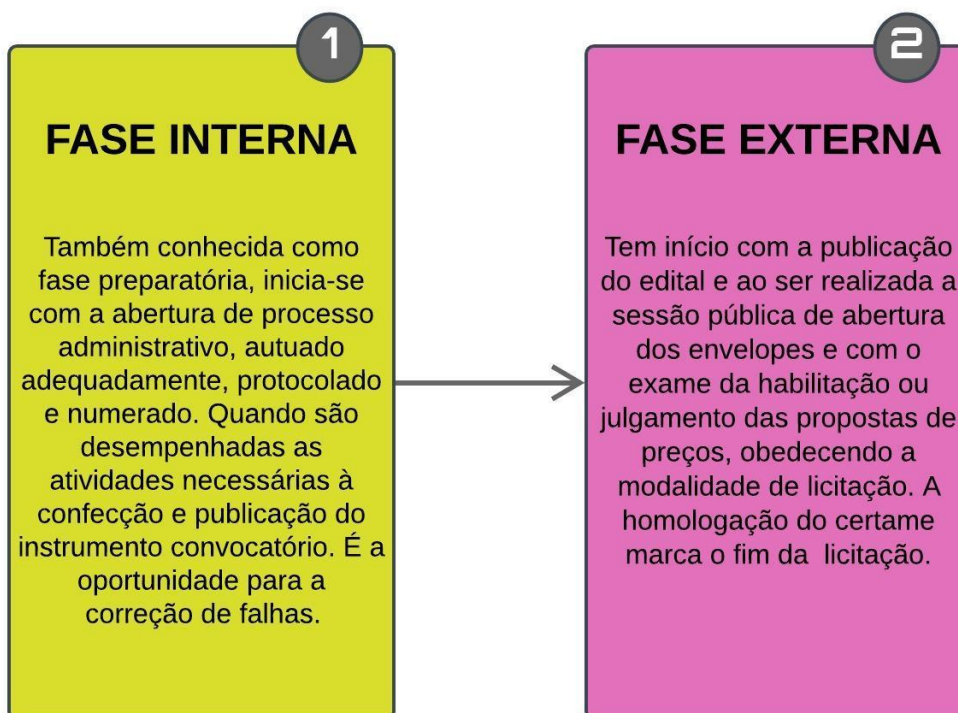 1
FASE INTERNA
Também conhecida como
fase preparatória, inicia-se
com a abertura de processo
administrativo, autuado
adequadamente, protocolado
e numerado. Quando são
desempenhadas as
atividades necessárias à
confecção e publicação do
instrumento convocatório. É a
oportunidade para a
correção de falhas.
2
FASE EXTERNA
Tem início com a publicação
do edital e ao ser realizada a
sessão pública de abertura
dos envelopes e com o
exame da habilitação ou
julgamento das propostas de
preços, obedecendo a
modalidade de licitação. A
homologação do certame
marca o fim da  licitação.